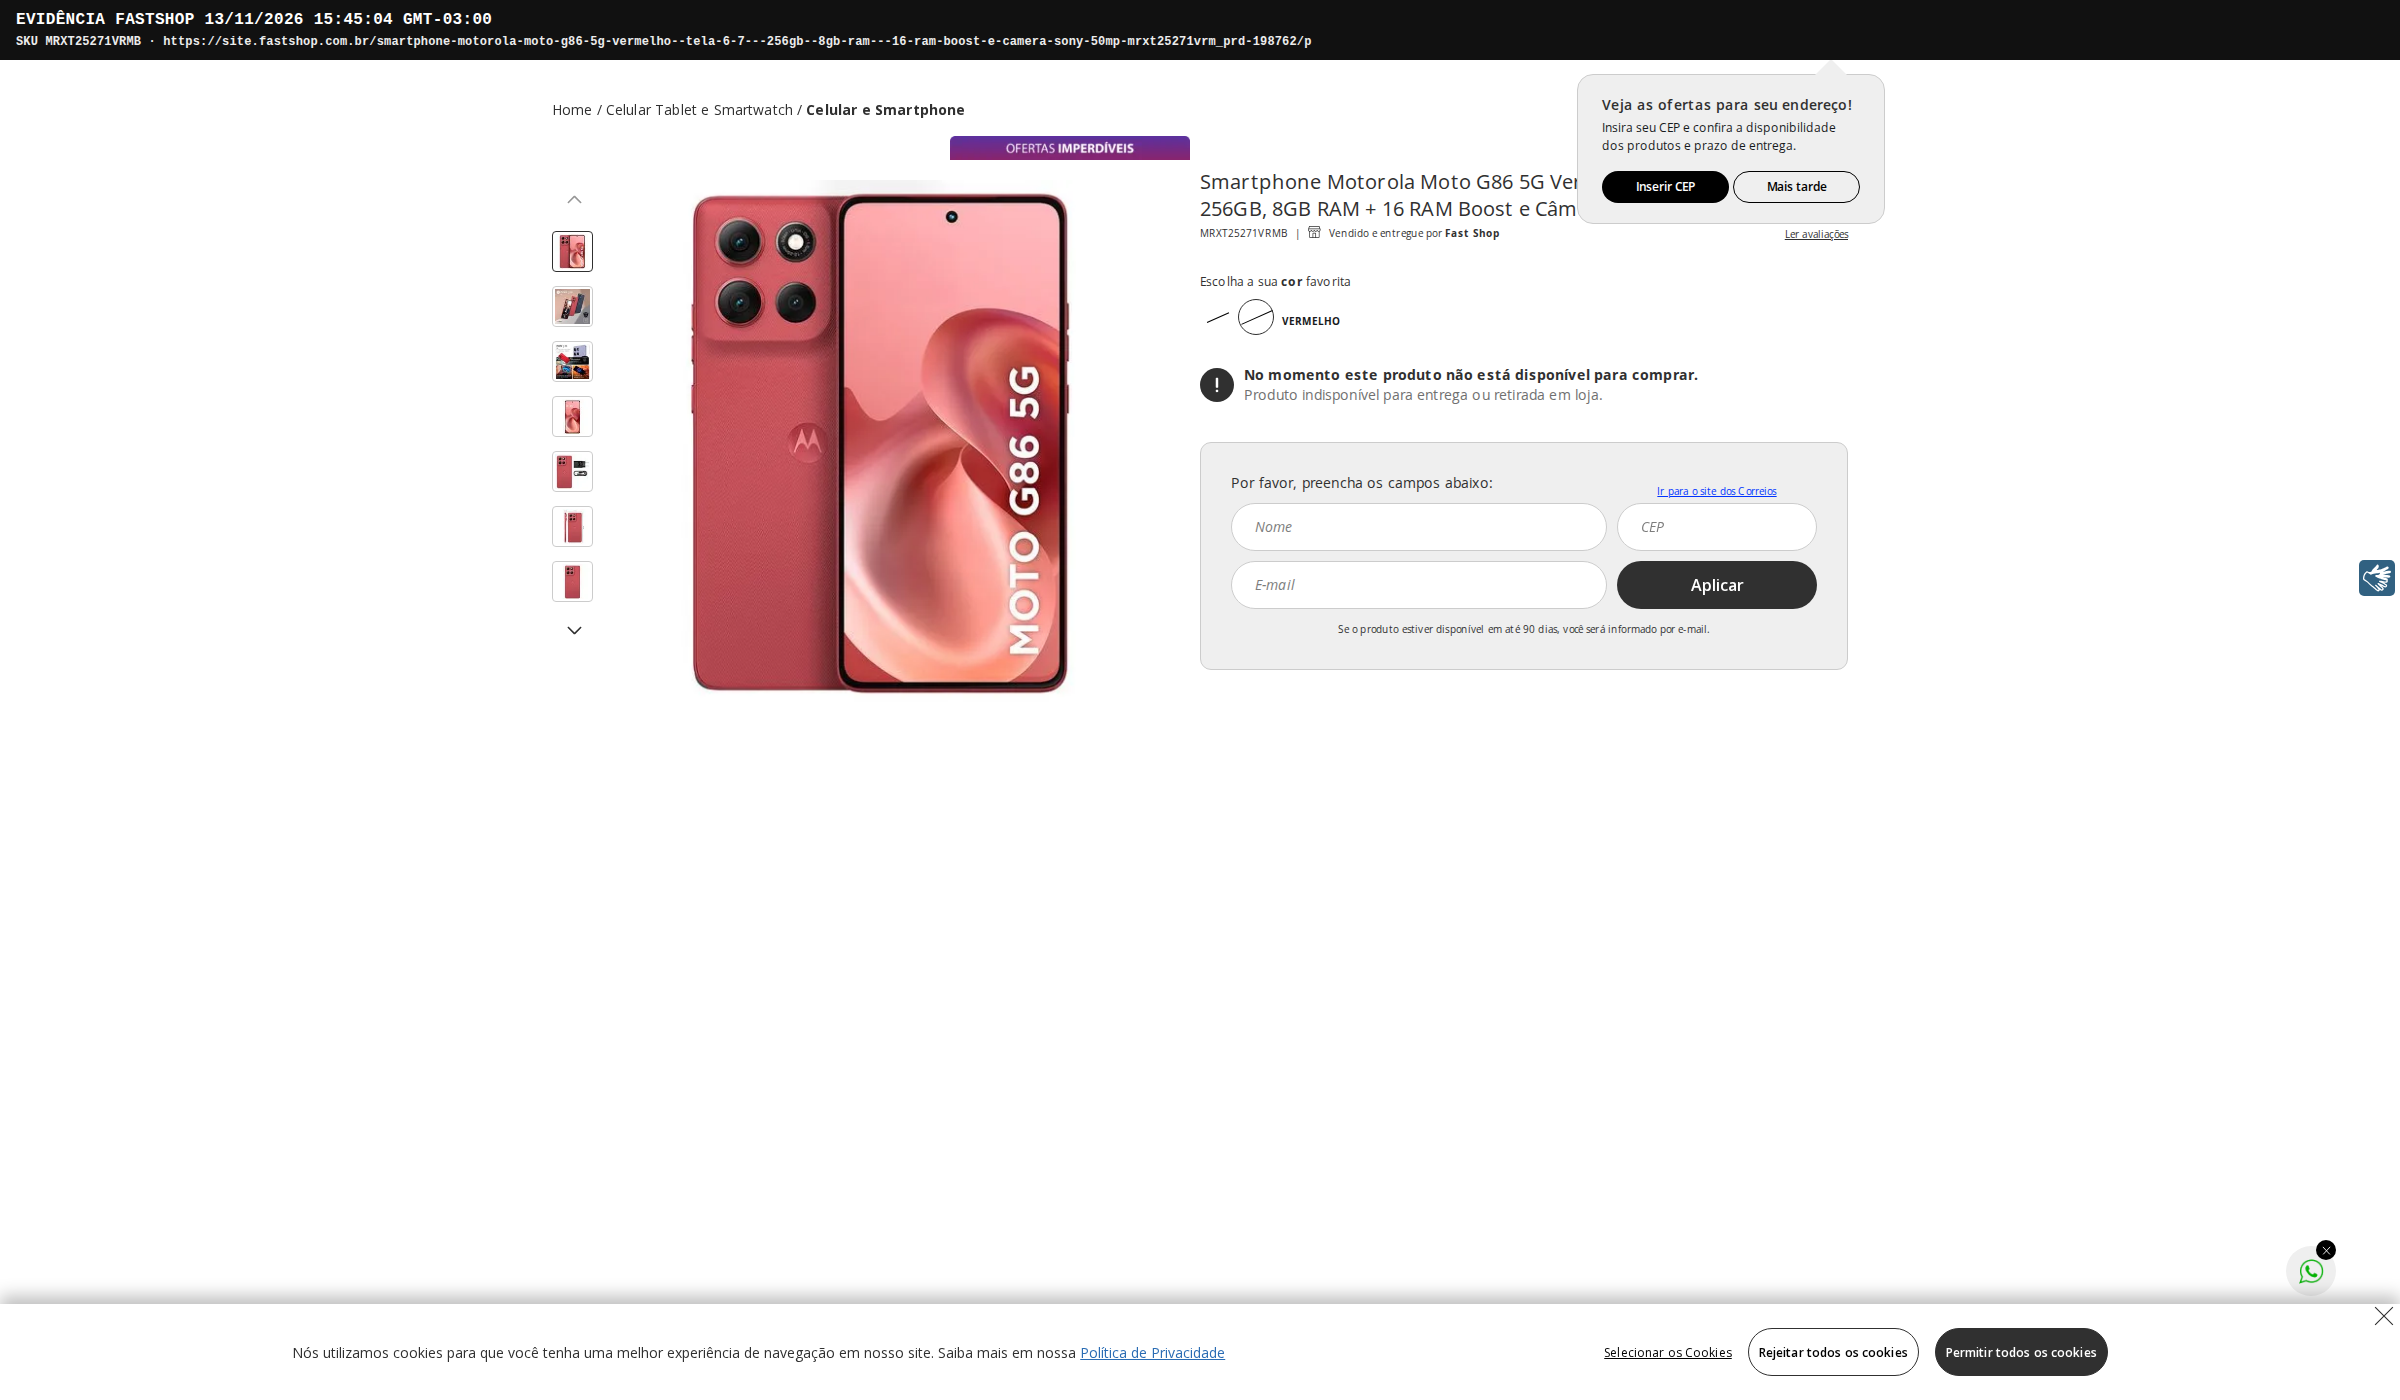 EVIDÊNCIA FASTSHOP 13/11/2026 15:45:04 GMT-03:00
SKU MRXT25271VRMB · https://site.fastshop.com.br/smartphone-motorola-moto-g86-5g-vermelho--tela-6-7---256gb--8gb-ram---16-ram-boost-e-camera-sony-50mp-mrxt25271vrm_prd-198762/p
Home / Celular Tablet e Smartwatch / Celular e Smartphone
Veja as ofertas para seu endereço!
Insira seu CEP e confira a disponibilidade
dos produtos e prazo de entrega.
Inserir CEP
Mais tarde
OFERTAS IMPERDÍVEIS
Smartphone Motorola Moto G86 5G Ver
256GB, 8GB RAM + 16 RAM Boost e Câm
MRXT25271VRMB | Vendido e entregue por Fast Shop
Ler avaliações
Escolha a sua cor favorita
VERMELHO
No momento este produto não está disponível para comprar.
Produto indisponível para entrega ou retirada em loja.
Por favor, preencha os campos abaixo:
Ir para o site dos Correios
Nome
CEP
E-mail
Aplicar
Se o produto estiver disponível em até 90 dias, você será informado por e-mail.
MOTO G86 5G
Nós utilizamos cookies para que você tenha uma melhor experiência de navegação em nosso site. Saiba mais em nossa Política de Privacidade
Selecionar os Cookies
Rejeitar todos os cookies
Permitir todos os cookies